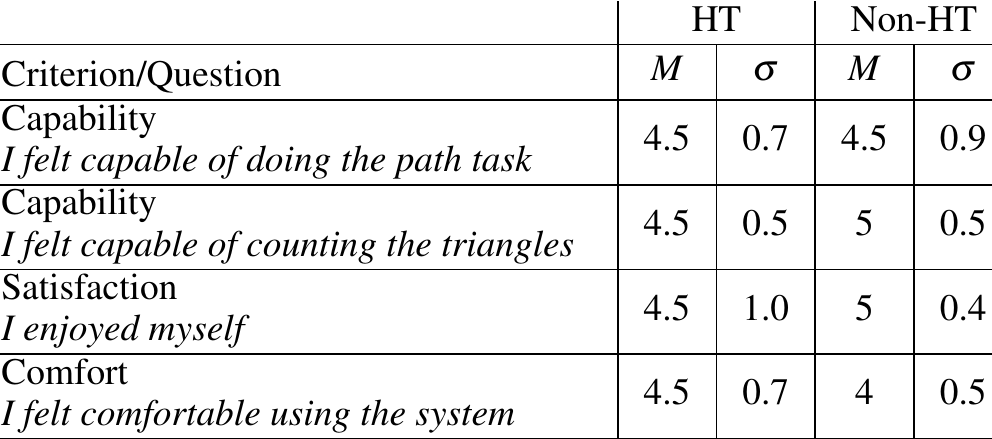 HT Non-HT
Criterion/Question M σ M σ
Capability
I felt capable of doing the path task 4.5 0.7 4.5 0.9
Capability
I felt capable of counting the triangles 4.5 0.5 5 0.5
Satisfaction
I enjoyed myself 4.5 1.0 5 0.4
Comfort
I felt comfortable using the system 4.5 0.7 4 0.5